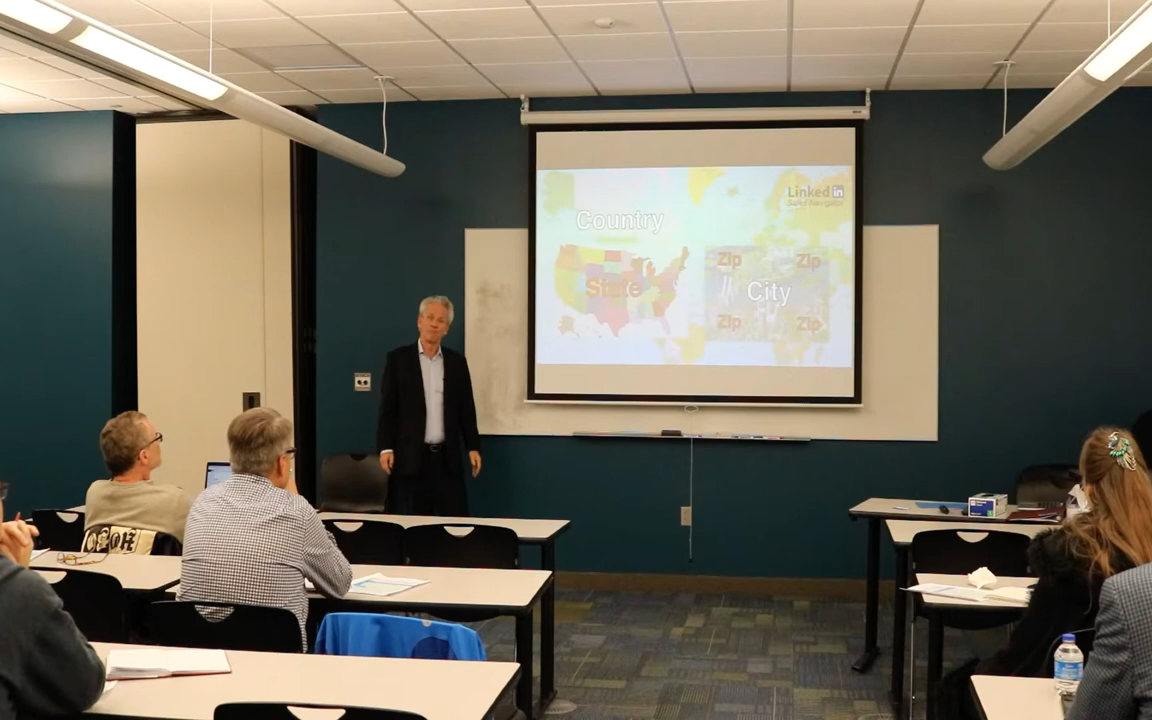 Linked in
Sales Navigator
Country
State
Zip
Zip
City
Zip
Zip